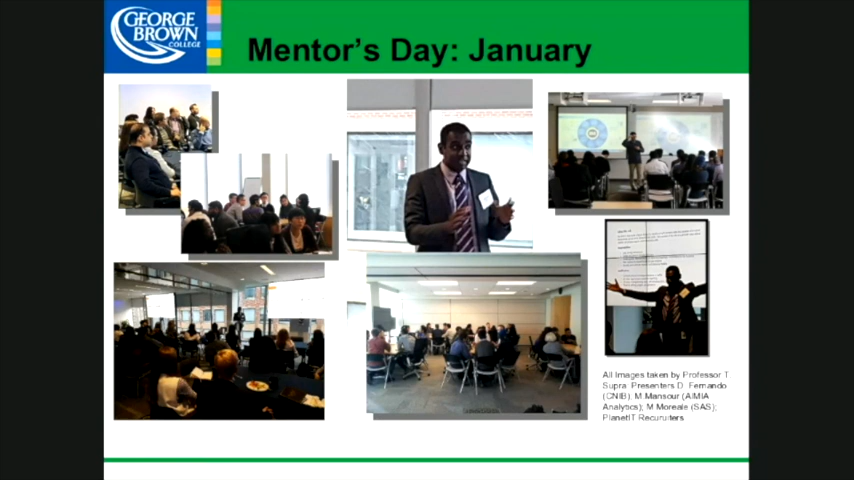 GEORGE
BROWN
COLLEGE
Mentor's Day: January
All Images taken by Professor T
Supra. Presenters D. Fernando
(CNIB); M.Mansour (AIMIA
Analytics); M Moreale (SAS);
PlanetIT Recuruiters